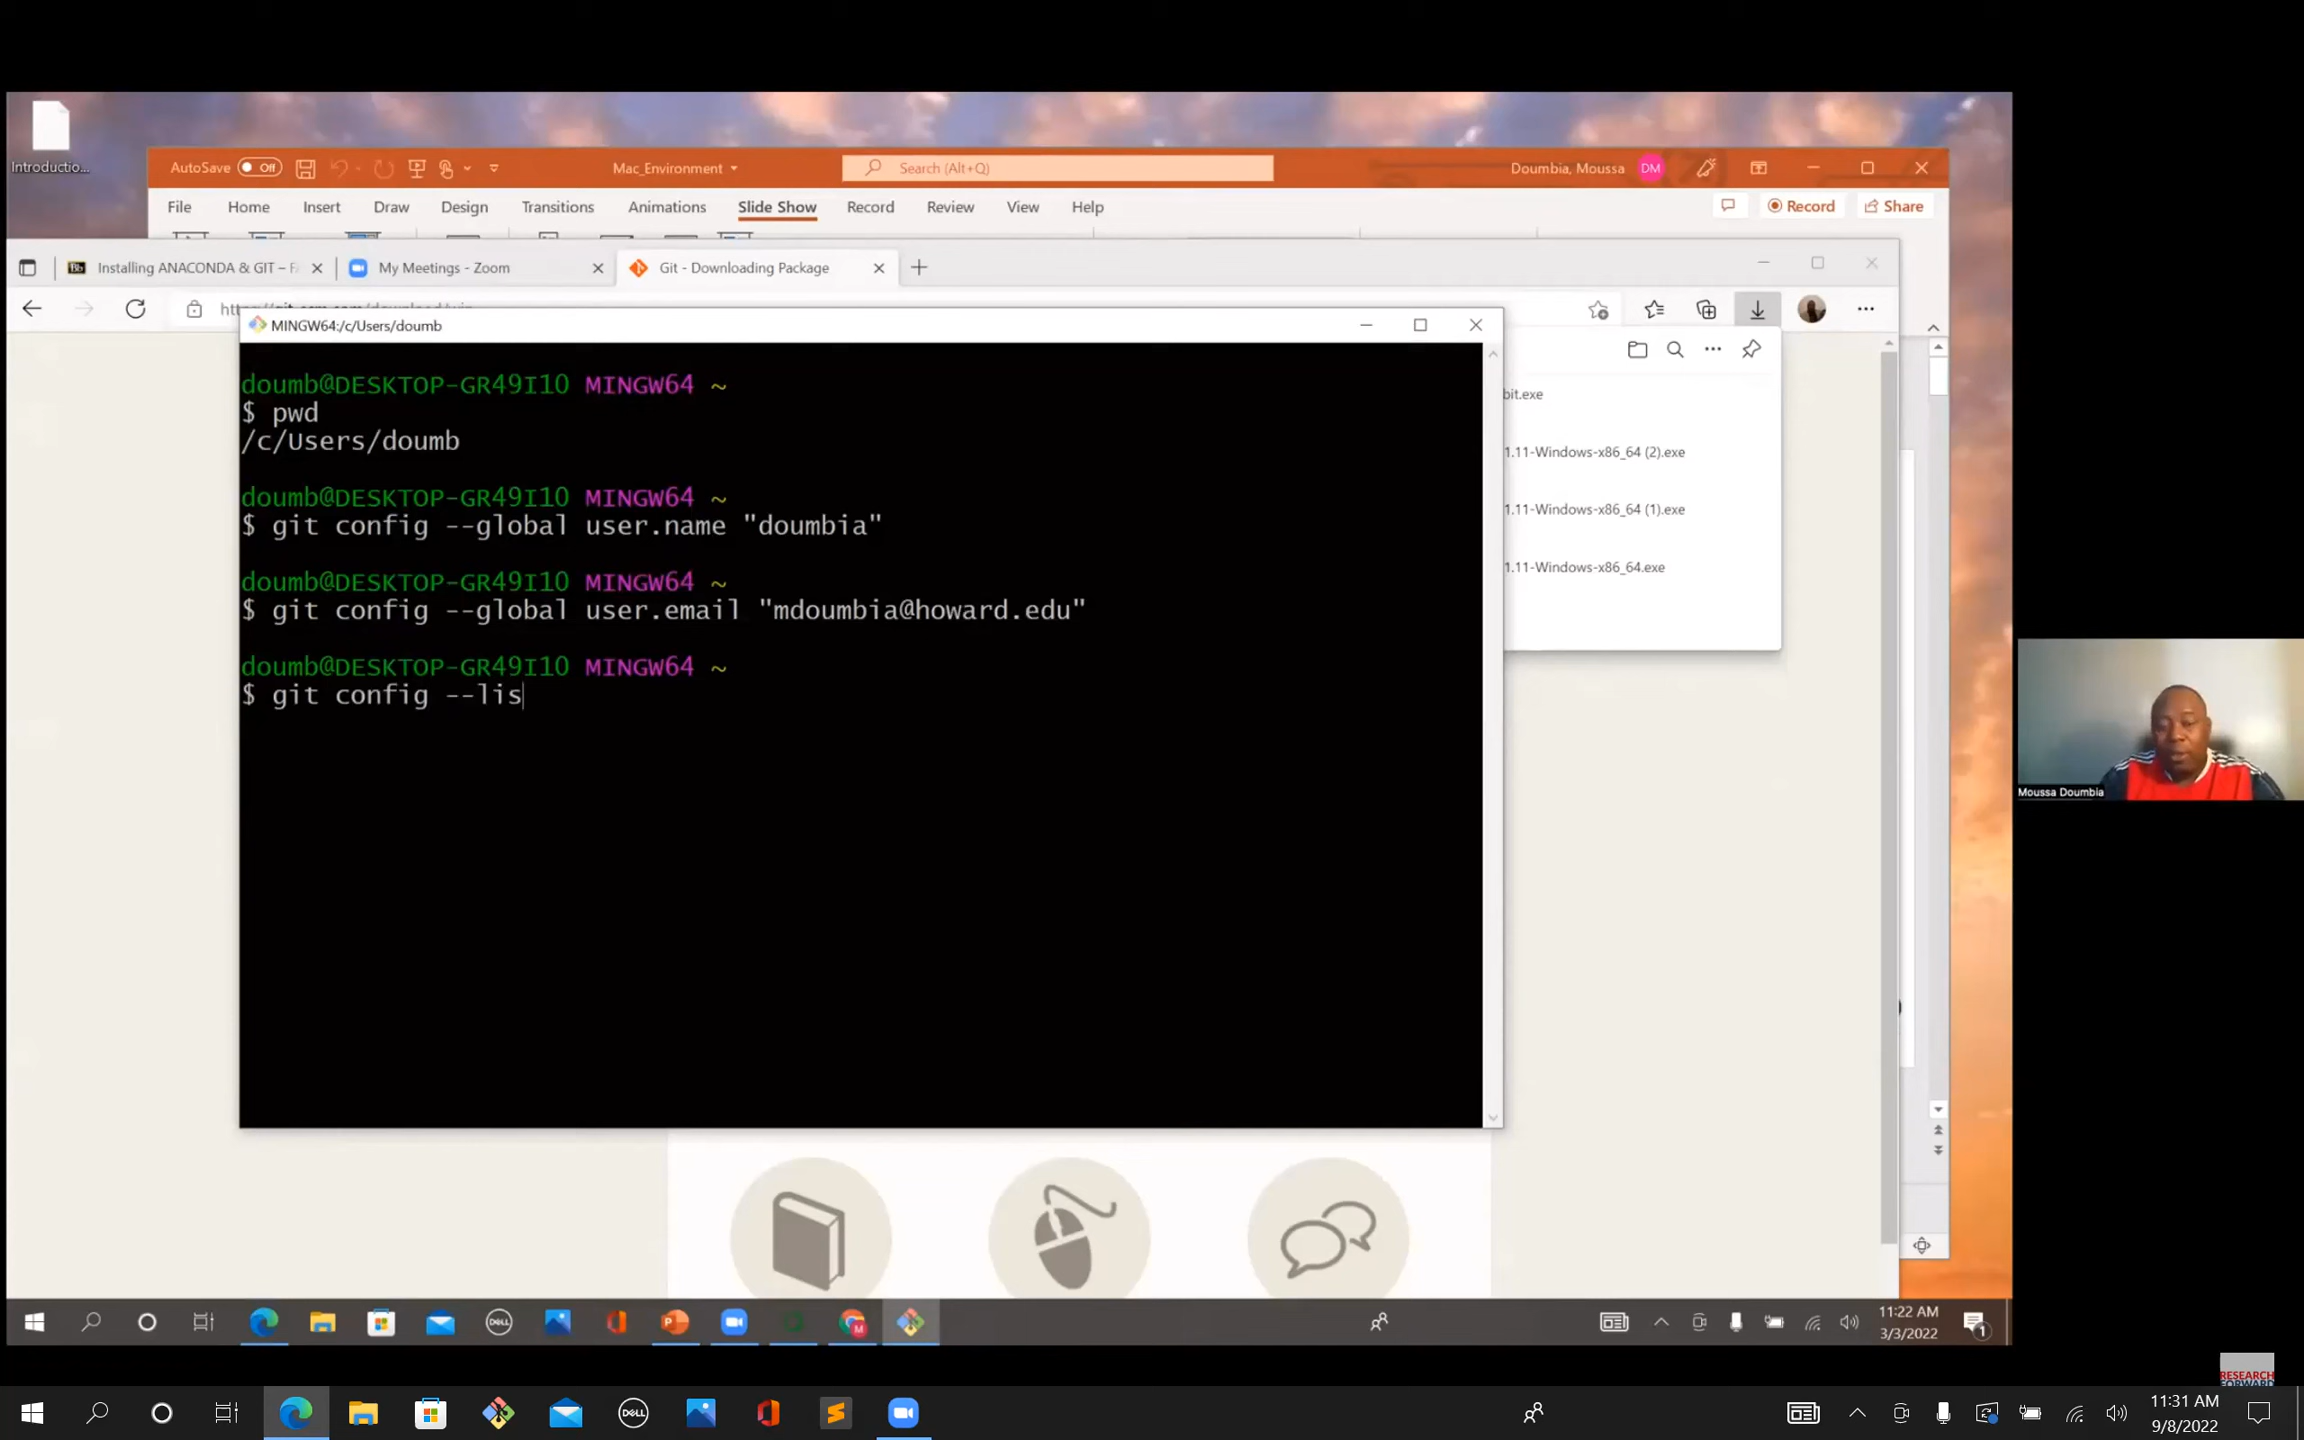 Introductio...
AutoSave Off
Mac_Environment
Search (Alt+Q)
Doumbia, Moussa
DM
File Home Insert Draw Design Transitions Animations Slide Show Record Review View Help
Record
Share
Installing ANACONDA & GIT – F
My Meetings - Zoom
Git - Downloading Package
MINGW64:/c/Users/doumb
bit.exe
1.11-Windows-x86_64 (2).exe
1.11-Windows-x86_64 (1).exe
1.11-Windows-x86_64.exe
doumb@DESKTOP-GR49I10 MINGW64 ~
$ pwd
/c/Users/doumb
doumb@DESKTOP-GR49I10 MINGW64 ~
$ git config --global user.name "doumbia"
doumb@DESKTOP-GR49I10 MINGW64 ~
$ git config --global user.email "mdoumbia@howard.edu"
doumb@DESKTOP-GR49I10 MINGW64 ~
$ git config --lis
Moussa Doumbia
DELL
11:22 AM
3/3/2022
1
RESEARCH
FORWARD
DELL
11:31 AM
9/8/2022